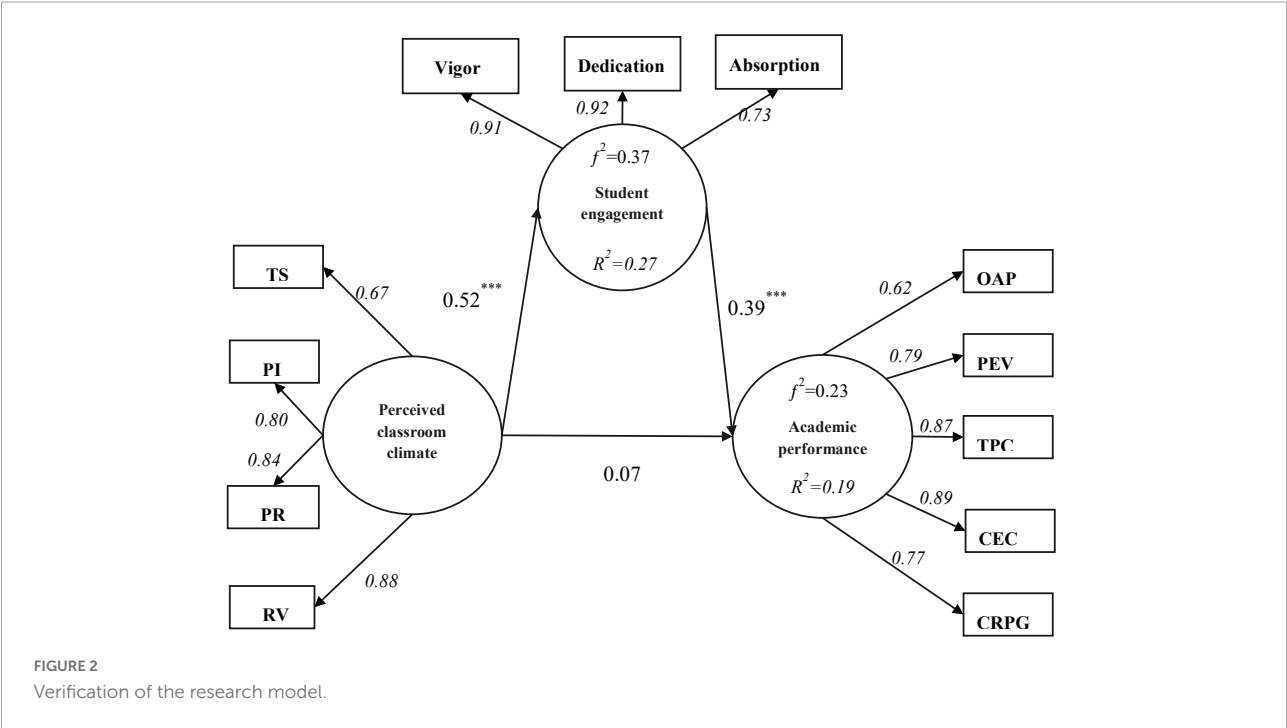 Vigor
Dedication
Absorption
0.91
0.92
0.73
f²=0.37
Student
engagement
R²=0.27
TS
0.67
0.52***
0.39***
PI
0.80
0.84
PR
RV
0.88
Perceived
classroom
climate
0.07
f²=0.23
Academic
performance
R²=0.19
OAP
0.62
PEV
0.79
TPC
0.87
CEC
0.89
CRPG
0.77
FIGURE 2
Verification of the research model.